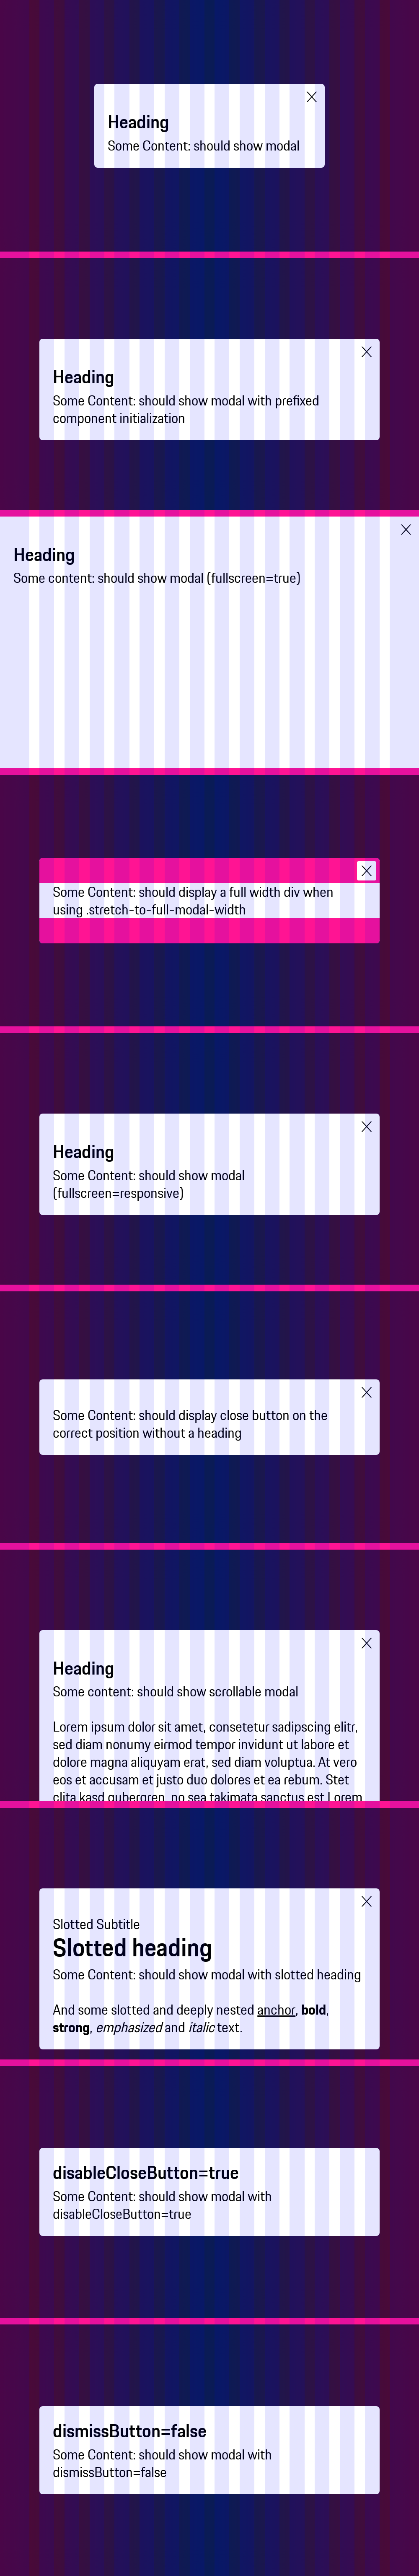 Heading
Some Content: should show modal
Heading
Some Content: should show modal with prefixed
component initialization
Heading
Some content: should show modal (fullscreen=true)
Some Content: should display a full width div when
using .stretch-to-full-modal-width
Heading
Some Content: should show modal
(fullscreen=responsive)
Some Content: should display close button on the
correct position without a heading
Heading
Some content: should show scrollable modal
Lorem ipsum dolor sit amet, consetetur sadipscing elitr,
sed diam nonumy eirmod tempor invidunt ut labore et
dolore magna aliquyam erat, sed diam voluptua. At vero
eos et accusam et justo duo dolores et ea rebum. Stet
clita kasd gubergren, no sea takimata sanctus est Lorem
Slotted Subtitle
Slotted heading
Some Content: should show modal with slotted heading
And some slotted and deeply nested anchor, bold,
strong, emphasized and italic text.
disableCloseButton=true
Some Content: should show modal with
disableCloseButton=true
dismissButton=false
Some Content: should show modal with
dismissButton=false